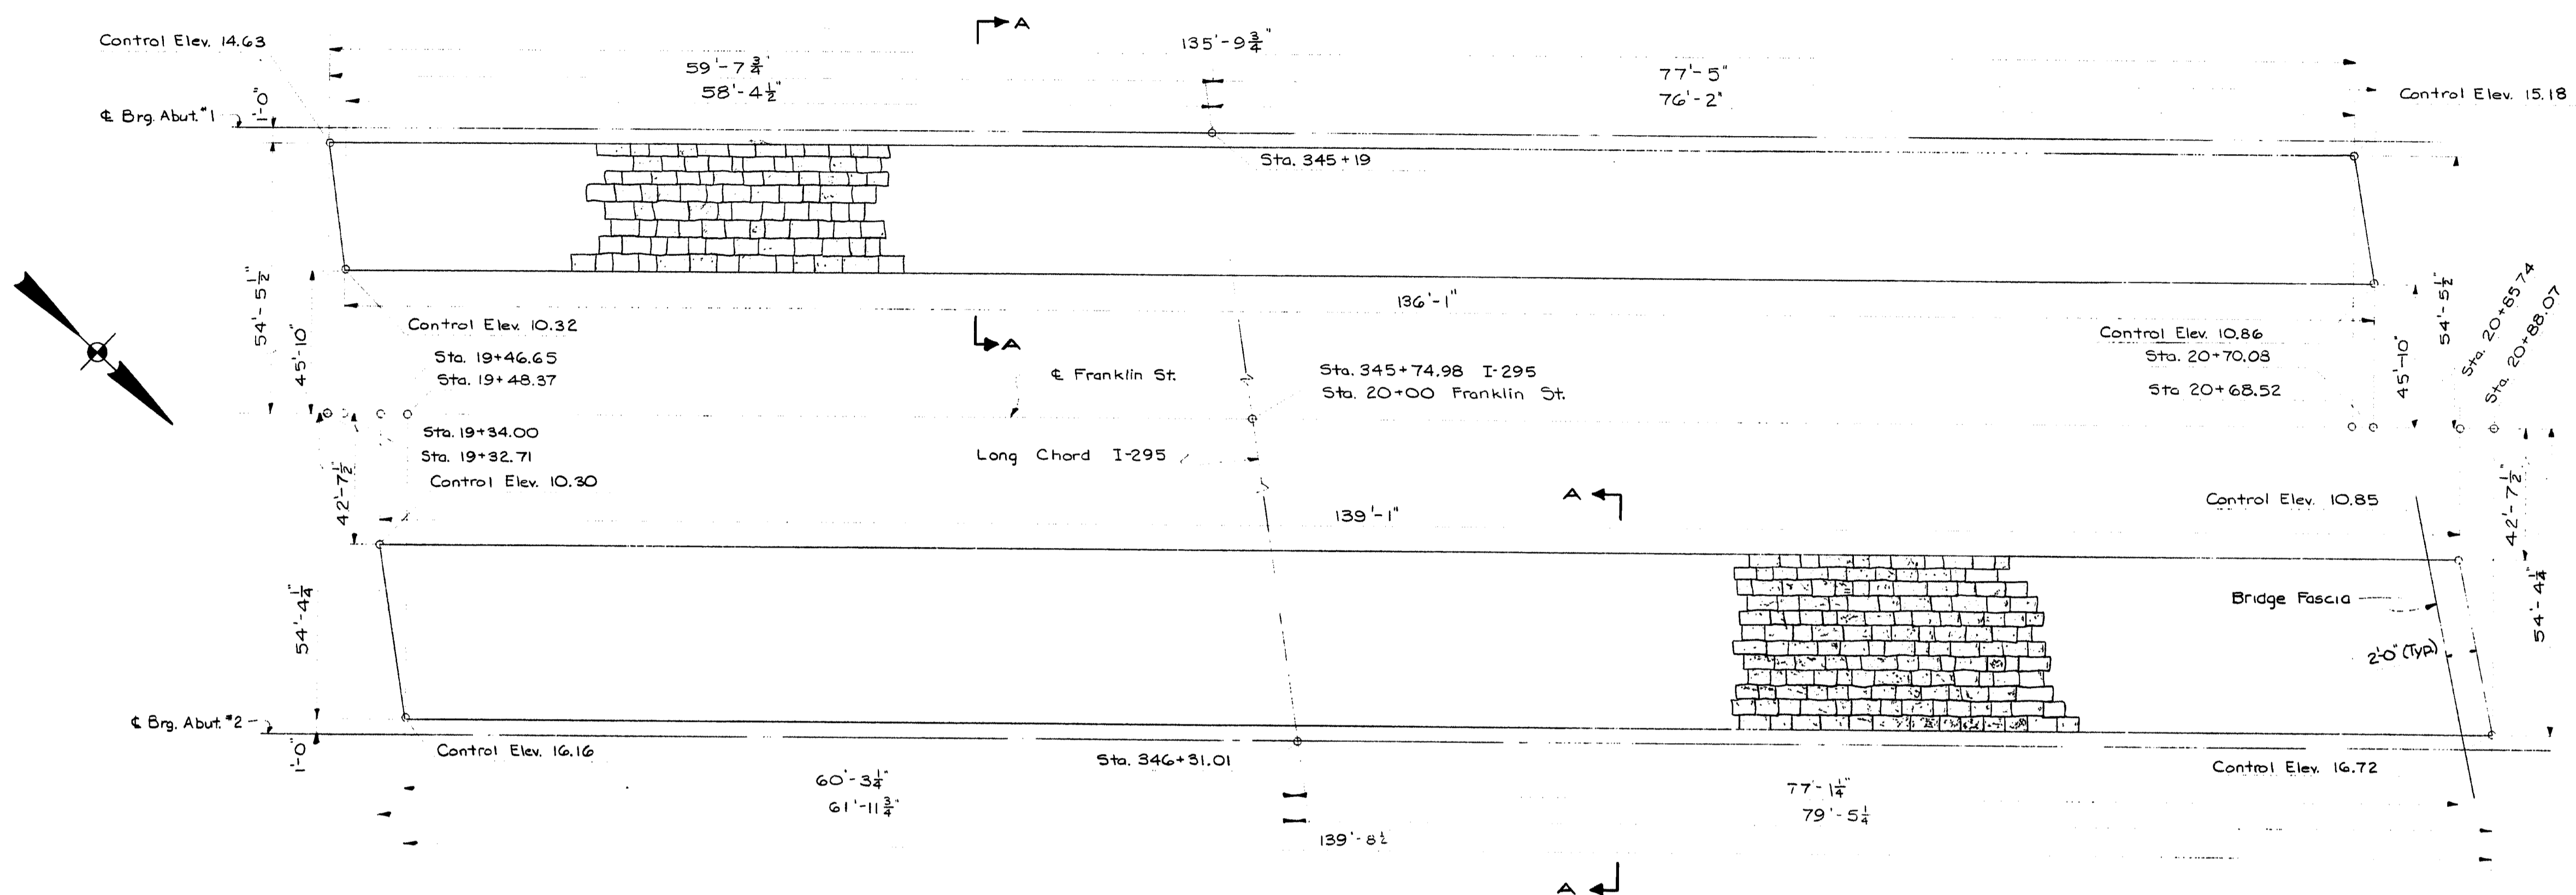 A
Control Elev. 14.63
135'-9 3/4"
59'-7 3/4"
77'-5"
58'-4 1/2"
76'-2"
Control Elev. 15.18
1'-0"
℄ Brg. Abut. #1
Sta. 345+19
54'-5 1/2"
45'-10"
136'-1"
Control Elev. 10.32
Sta. 19+46.65
Sta. 19+48.37
A
℄ Franklin St.
Sta. 345+74.98 I-295
Sta. 20+00 Franklin St.
Control Elev. 10.86
Sta. 20+70.08
Sta 20+68.52
45'-10"
54'-5 1/2"
Sta. 20+85.74
Sta. 20+88.07
Sta. 19+34.00
Sta. 19+32.71
Control Elev. 10.30
42'-7 1/2"
Long Chord I-295
A
139'-1"
Control Elev. 10.85
42'-7 1/2"
54'-4 1/4"
Bridge Fascia
2'-0" (Typ.)
54'-4 1/4"
℄ Brg. Abut. #2
1'-0"
Control Elev. 16.16
Sta. 346+31.01
Control Elev. 16.72
60'-3 1/4"
77'-1 1/4"
61'-11 3/4"
79'-5 1/4
139'-8 1/2
A